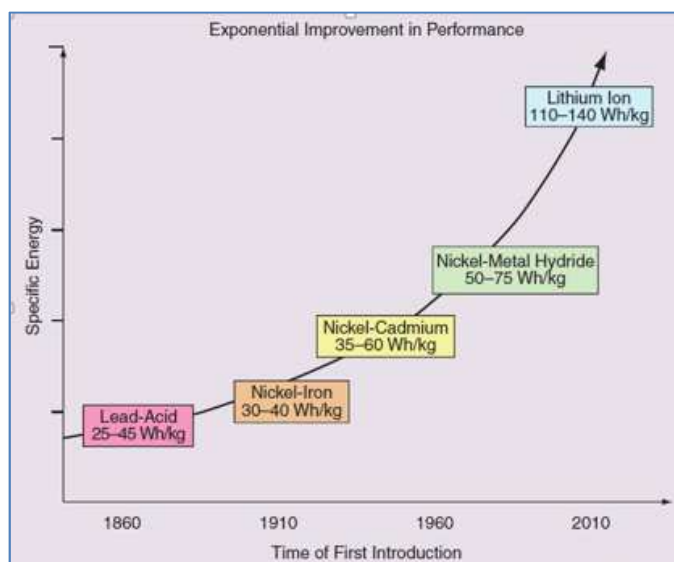 Exponential Improvement in Performance
Lithium Ion
110–140 Wh/kg
Nickel-Metal Hydride
50–75 Wh/kg
Nickel-Cadmium
35–60 Wh/kg
Nickel-Iron
30–40 Wh/kg
Lead-Acid
25–45 Wh/kg
Specific Energy
1860 1910 1960 2010
Time of First Introduction